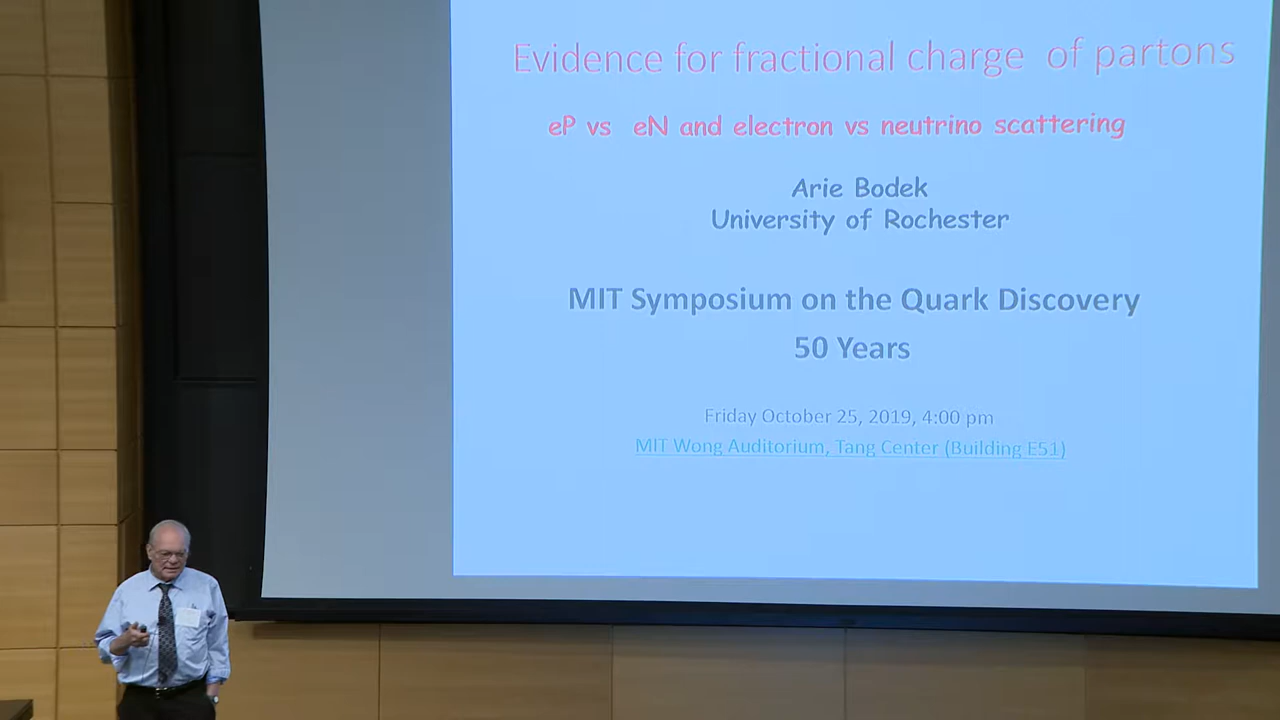 Evidence for fractional charge of partons
eP vs eN and electron vs neutrino scattering
Arie Bodek
University of Rochester
MIT Symposium on the Quark Discovery
50 Years
Friday October 25, 2019, 4:00 pm
MIT Wong Auditorium, Tang Center (Building E51)